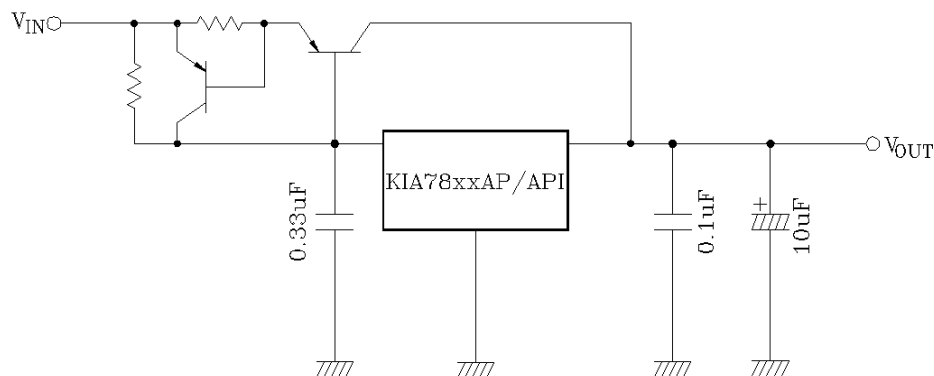 VIN
KIA78xxAP/API
VOUT
0.33uF
0.1uF
+
10uF